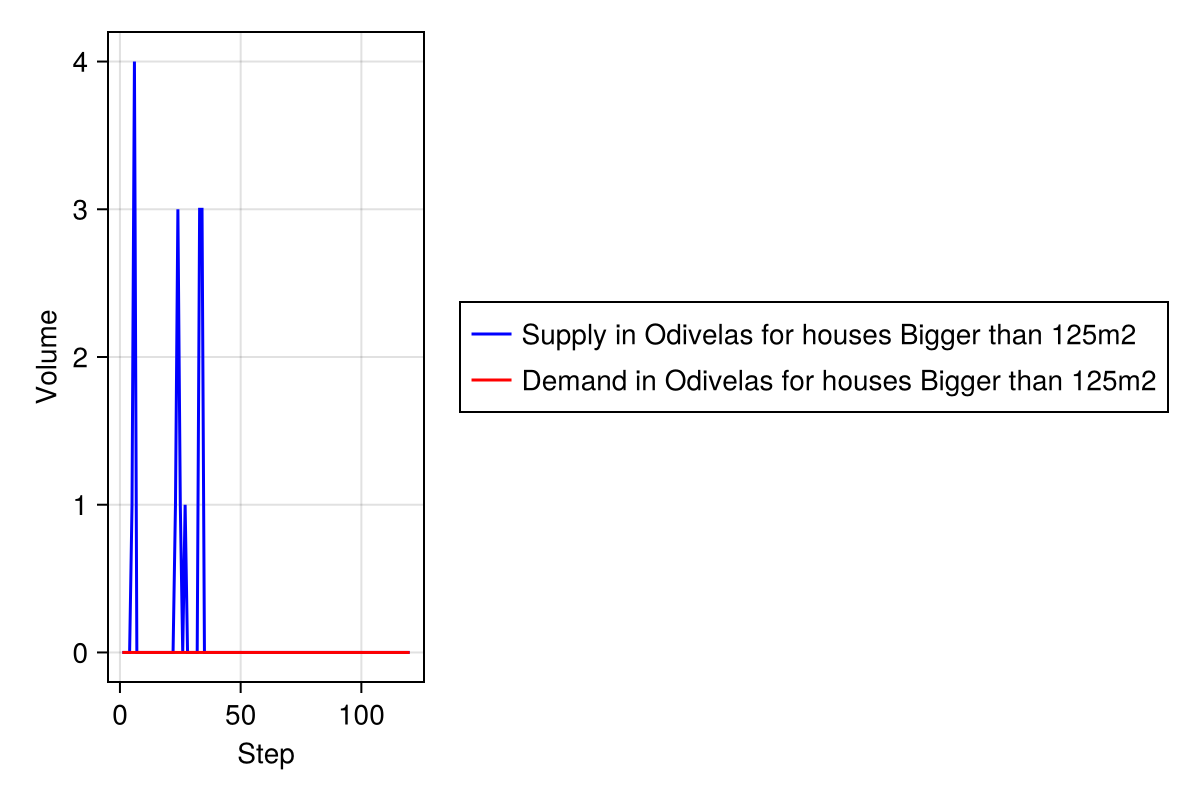 4
3
2
1
0
Volume
0 50 100
Step
Supply in Odivelas for houses Bigger than 125m2
Demand in Odivelas for houses Bigger than 125m2